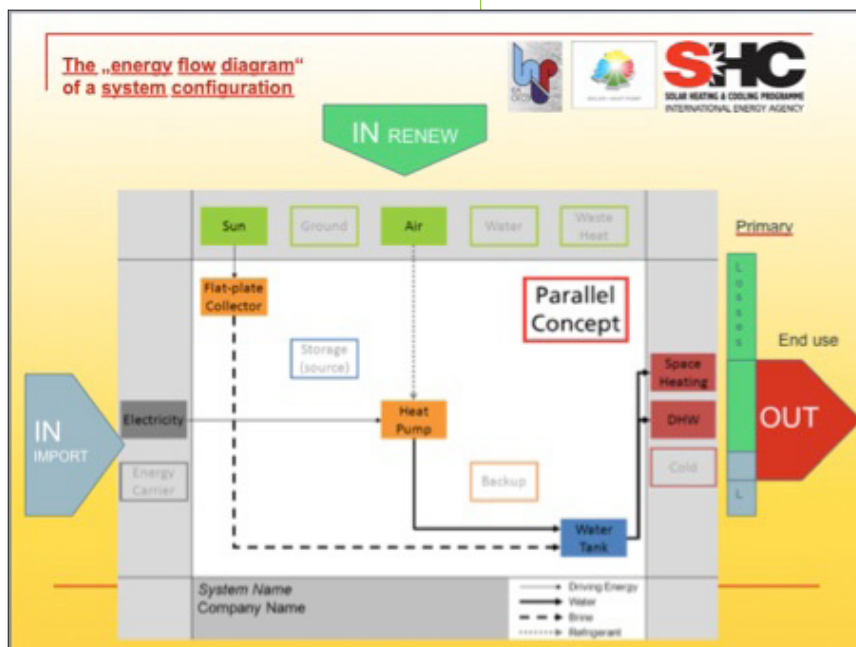 The „energy flow diagram“
of a system configuration
SHC
SOLAR HEATING & COOLING PROGRAMME
INTERNATIONAL ENERGY AGENCY
IN RENEW
Sun
Ground
Air
Water
Waste
Heat
Primary
Flat-plate
Collector
Parallel
Concept
Losses
Storage
(source)
End use
Space
Heating
IN
IMPORT
Electricity
Heat
Pump
DHW
OUT
Energy
Carrier
Backup
Cold
L
Water
Tank
System Name
Company Name
Driving Energy
Water
Brine
Refrigerant